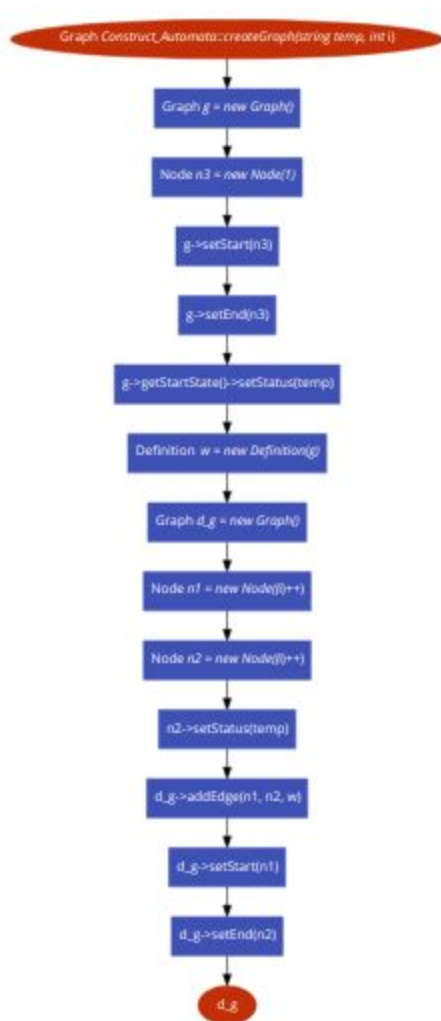 Graph Construct_Automata::createGraph(string temp, int i)
Graph g = new Graph()
Node n3 = new Node(1)
g->setStart(n3)
g->setEnd(n3)
g->getStartState()->setStatus(temp)
Definition w = new Definition(g)
Graph d_g = new Graph()
Node n1 = new Node((i)++)
Node n2 = new Node((i)++)
n2->setStatus(temp)
d_g->addEdge(n1, n2, w)
d_g->setStart(n1)
d_g->setEnd(n2)
d_g